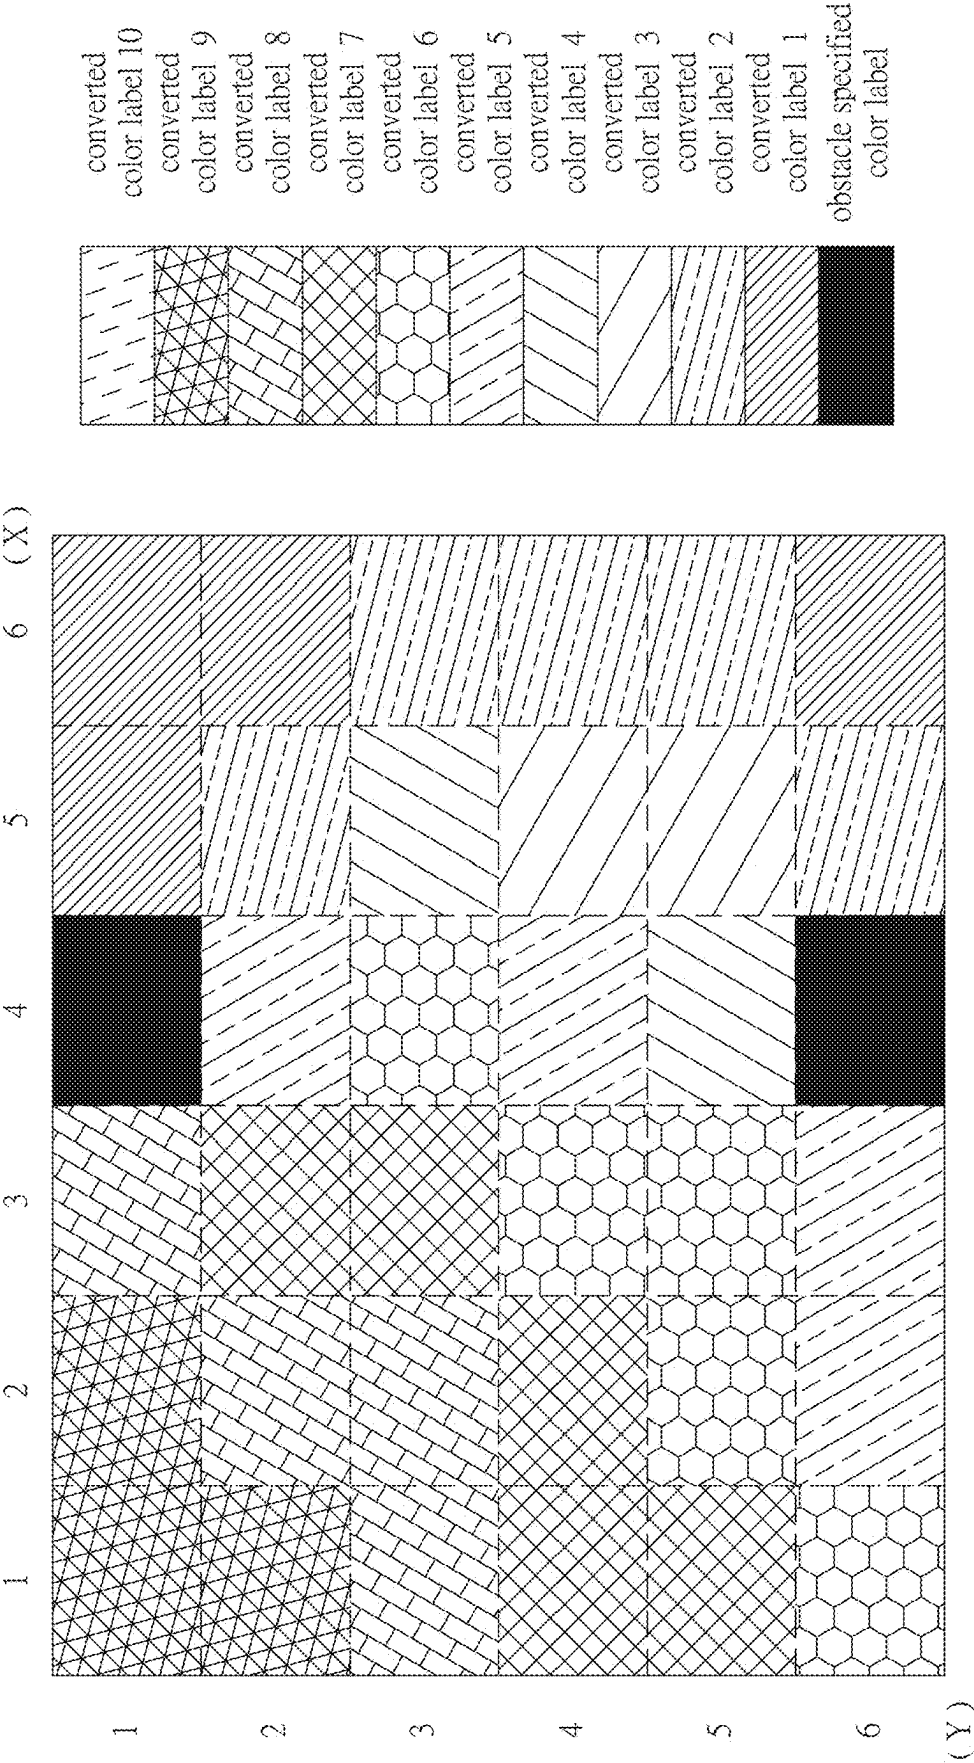 converted
color label 10
converted
color label 9
converted
color label 8
converted
color label 7
converted
color label 6
converted
color label 5
converted
color label 4
converted
color label 3
converted
color label 2
converted
color label 1
obstacle specified
color label
1 2 3 4 5 6 (X)
1
2
3
4
5
6
(Y)